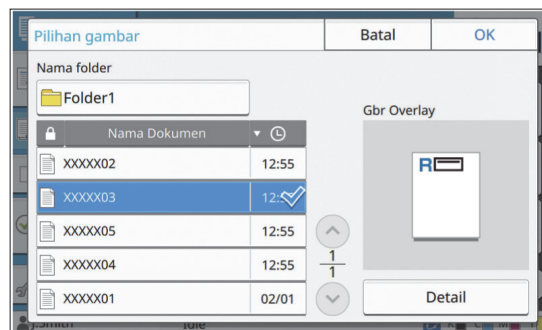 Pilihan gambar
Batal
OK
Nama folder
Folder1
Gbr Overlay
Nama Dokumen
XXXXX02
12:55
R
XXXXX03
XXXXX05
12:55
XXXXX04
12:55
1
1
XXXXX01
02/01
Detail
Idle